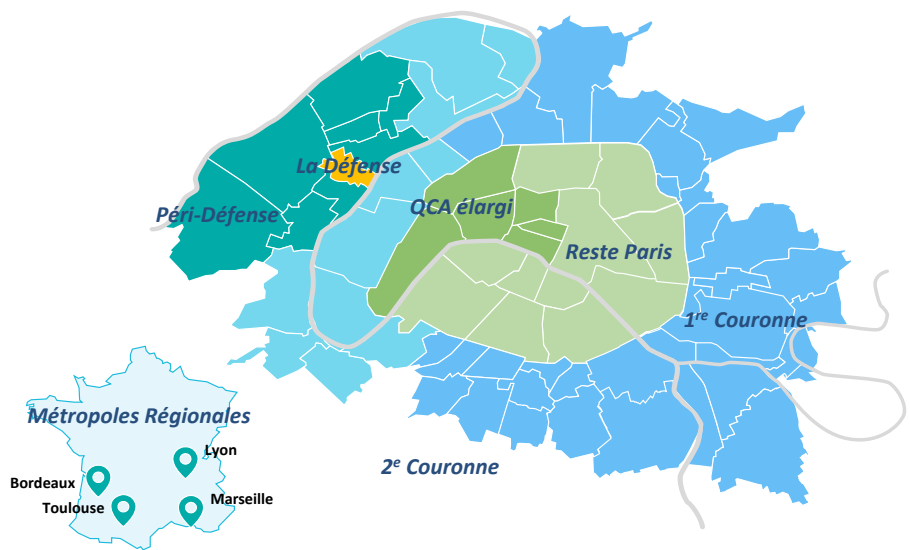 La Défense
Péri-Défense
QCA élargi
Reste Paris
1re Couronne
2e Couronne
Métropoles Régionales
Lyon
Bordeaux
Toulouse
Marseille